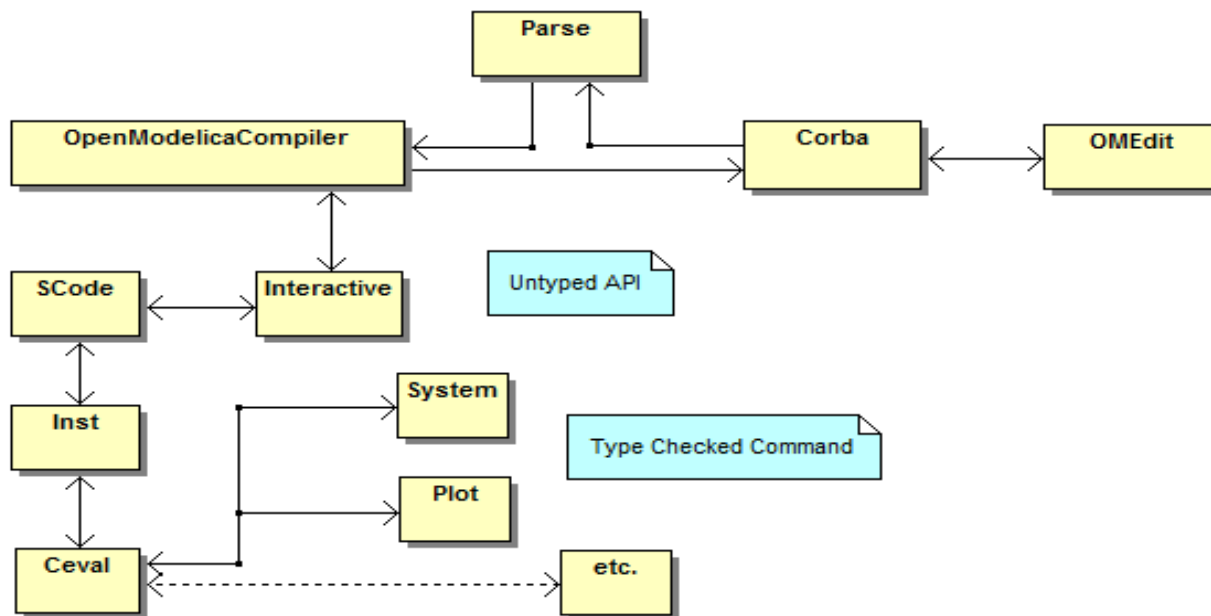 Parse
OpenModelicaCompiler
Corba
OMEdit
SCode
Interactive
Untyped API
System
Inst
Type Checked Command
Plot
Ceval
etc.